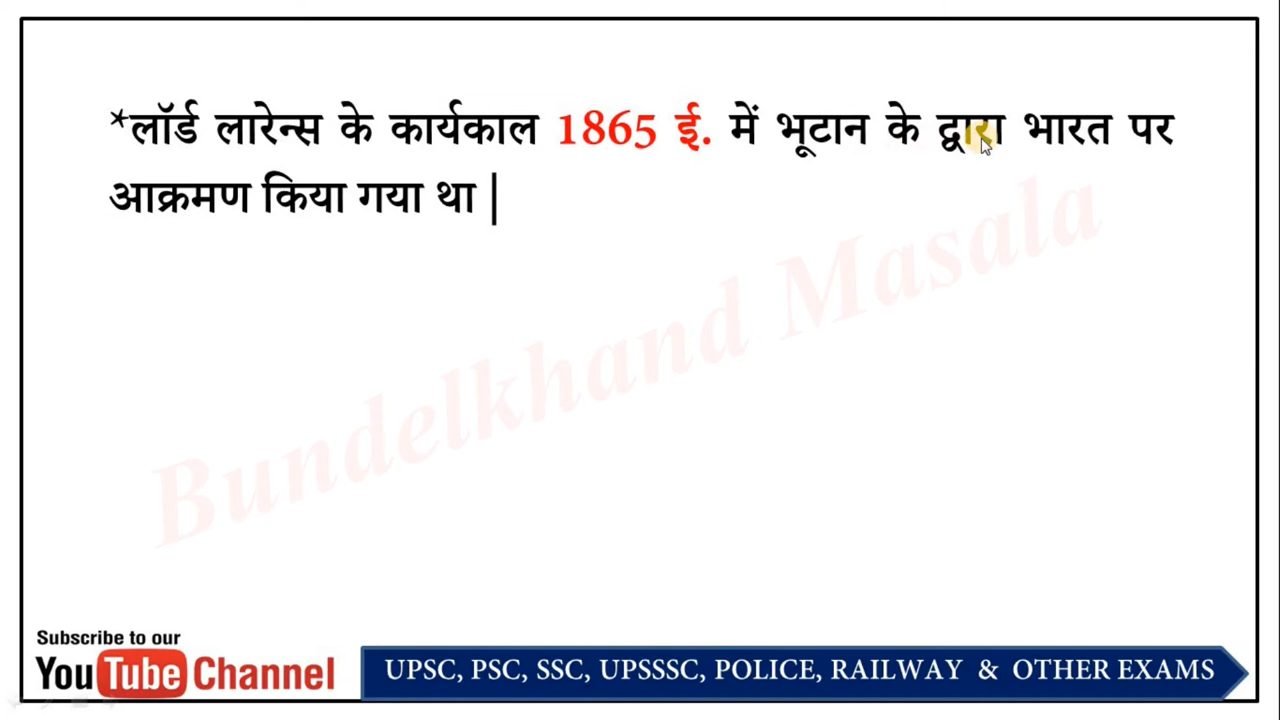 *लॉर्ड लारेन्स के कार्यकाल 1865 ई. में भूटान के द्वारा भारत पर
आक्रमण किया गया था |
Bundelkhand Masala
Subscribe to our
YouTube Channel
UPSC, PSC, SSC, UPSSSC, POLICE, RAILWAY & OTHER EXAMS